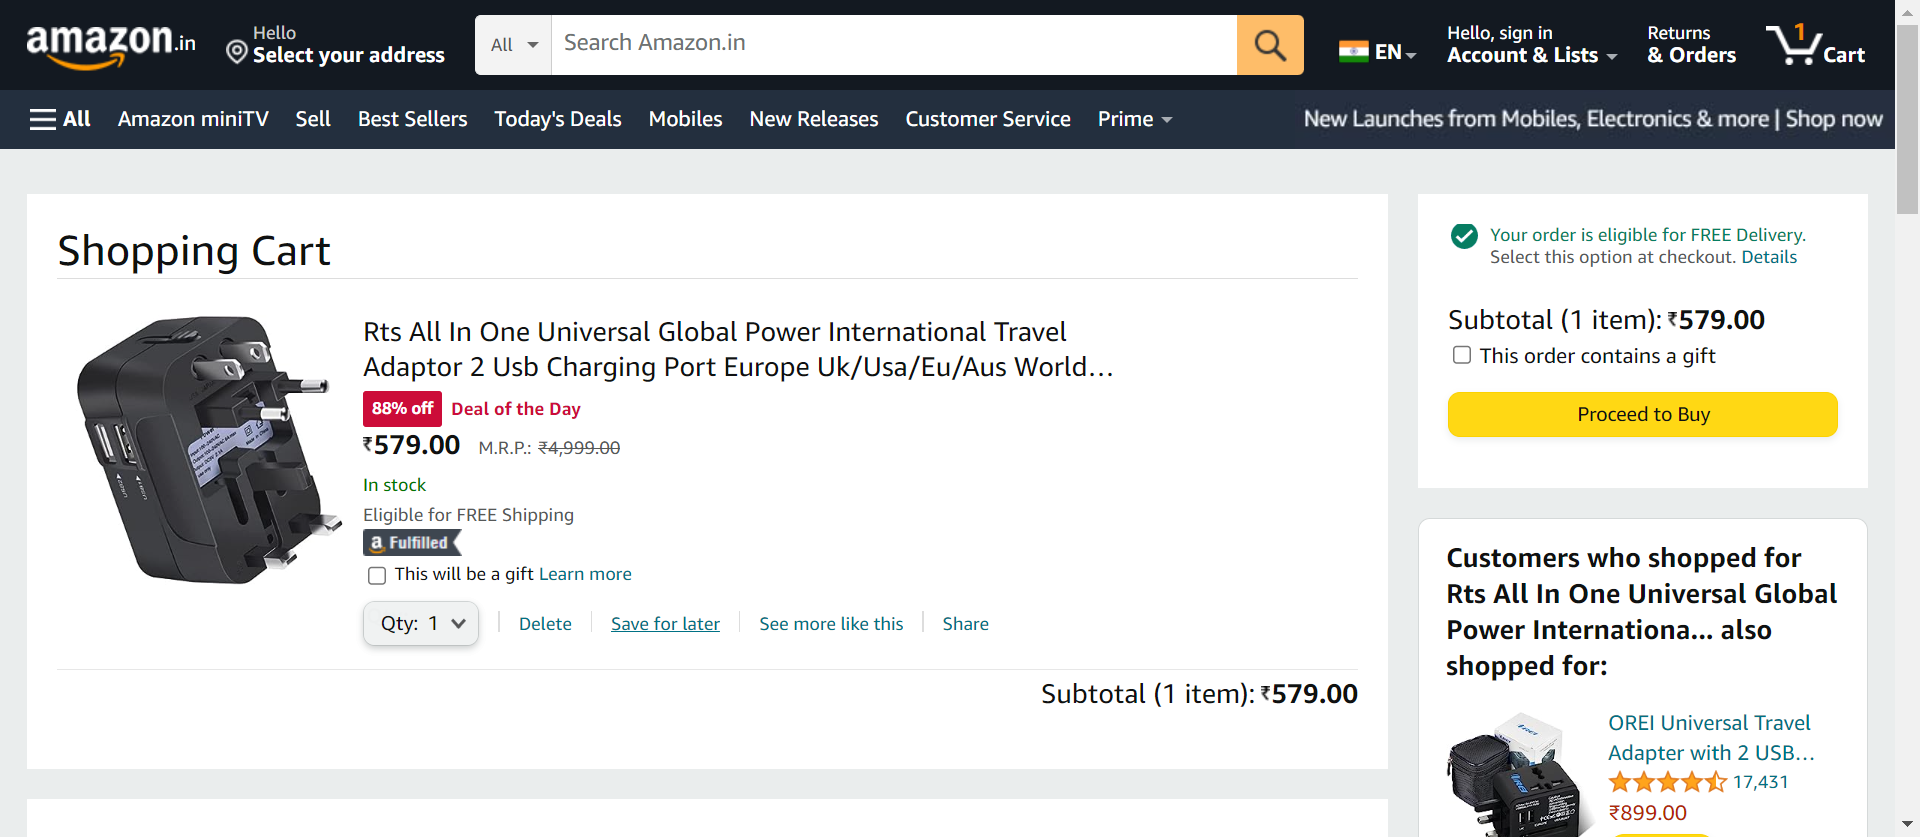 amazon.in
Hello
Select your address
All
Search Amazon.in
EN
Hello, sign in
Account & Lists
Returns
& Orders
1
Cart
All
Amazon miniTV
Sell
Best Sellers
Today's Deals
Mobiles
New Releases
Customer Service
Prime
New Launches from Mobiles, Electronics & more | Shop now
Shopping Cart
Rts All In One Universal Global Power International Travel
Adaptor 2 Usb Charging Port Europe Uk/Usa/Eu/Aus World…
88% off Deal of the Day
₹579.00 M.R.P.: ₹4,999.00
In stock
Eligible for FREE Shipping
a Fulfilled
This will be a gift Learn more
Qty: 1
Delete
Save for later
See more like this
Share
Subtotal (1 item): ₹579.00
Your order is eligible for FREE Delivery.
Select this option at checkout. Details
Subtotal (1 item): ₹579.00
This order contains a gift
Proceed to Buy
Customers who shopped for
Rts All In One Universal Global
Power Internationa... also
shopped for:
OREI
OREI Universal Travel
Adapter with 2 USB…
17,431
₹899.00